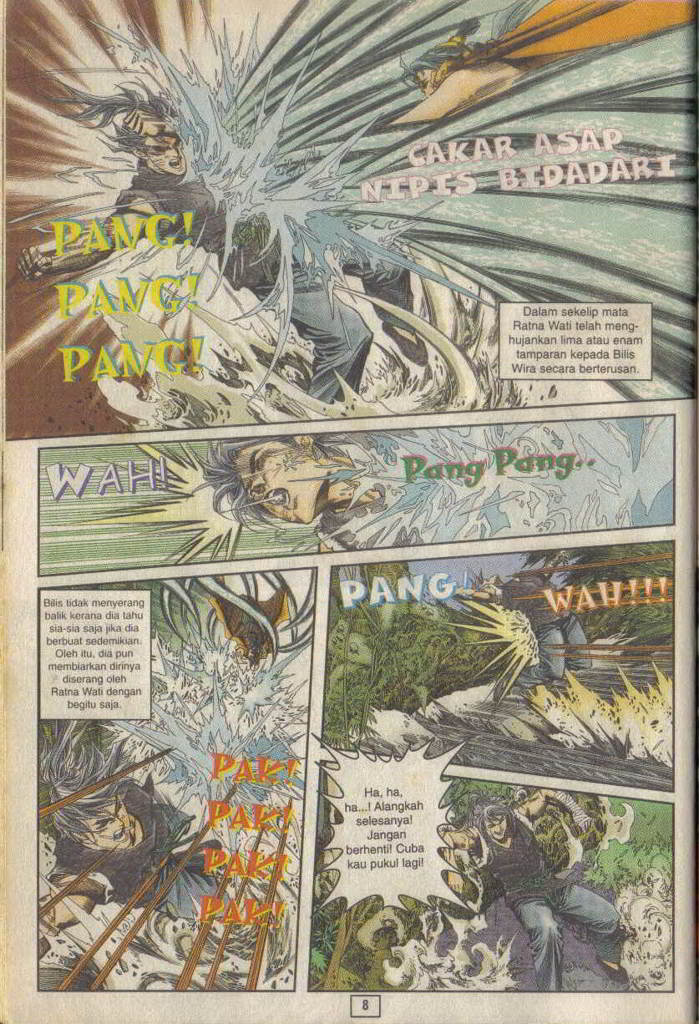 CAKAR ASAP
NIPIS BIDADARI
PANG!
PANG!
PANG!
Dalam sekelip mata
Ratna Wati telah meng-
hujankan lima atau enam
tamparan kepada Bilis
Wira secara berterusan.
WAH!
Pang Pang..
Bilis tidak menyerang
balik kerana dia tahu
sia-sia saja jika dia
berbuat sedemikian.
Oleh itu, dia pun
membiarkan dirinya
diserang oleh
Ratna Wati dengan
begitu saja.
PAK!
PAK!
PAK!
PAK!
PANG!
WAH!!!
Ha, ha,
ha...! Alangkah
selesanya!
Jangan
berhenti! Cuba
kau pukul lagi!
8